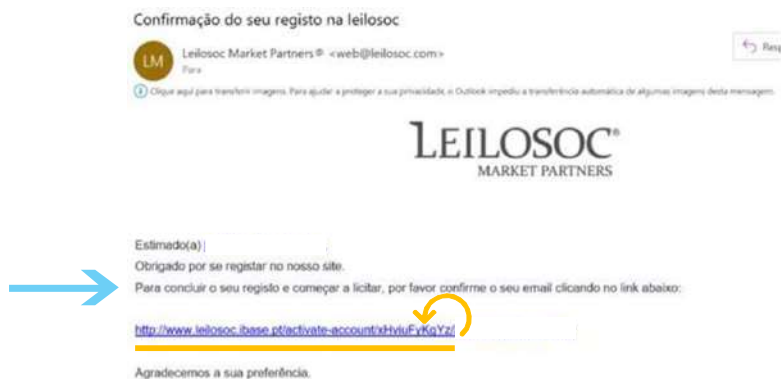 Confirmação do seu registo na leilosoc
LM
Leilosoc Market Partners® <web@leilosoc.com>
Para
Clique aqui para transferir imagens. Para ajudar a proteger a sua privacidade, o Outlook impediu a transferência automática de algumas imagens desta mensagem.
LEILOSOC®
MARKET PARTNERS
Estimado(a)
Obrigado por se registar no nosso site.
Para concluir o seu registo e começar a licitar, por favor confirme o seu email clicando no link abaixo:
http://www.leilosoc.ibase.pt/activate-account/xHviuFyKgYz/
Agradecemos a sua preferência.